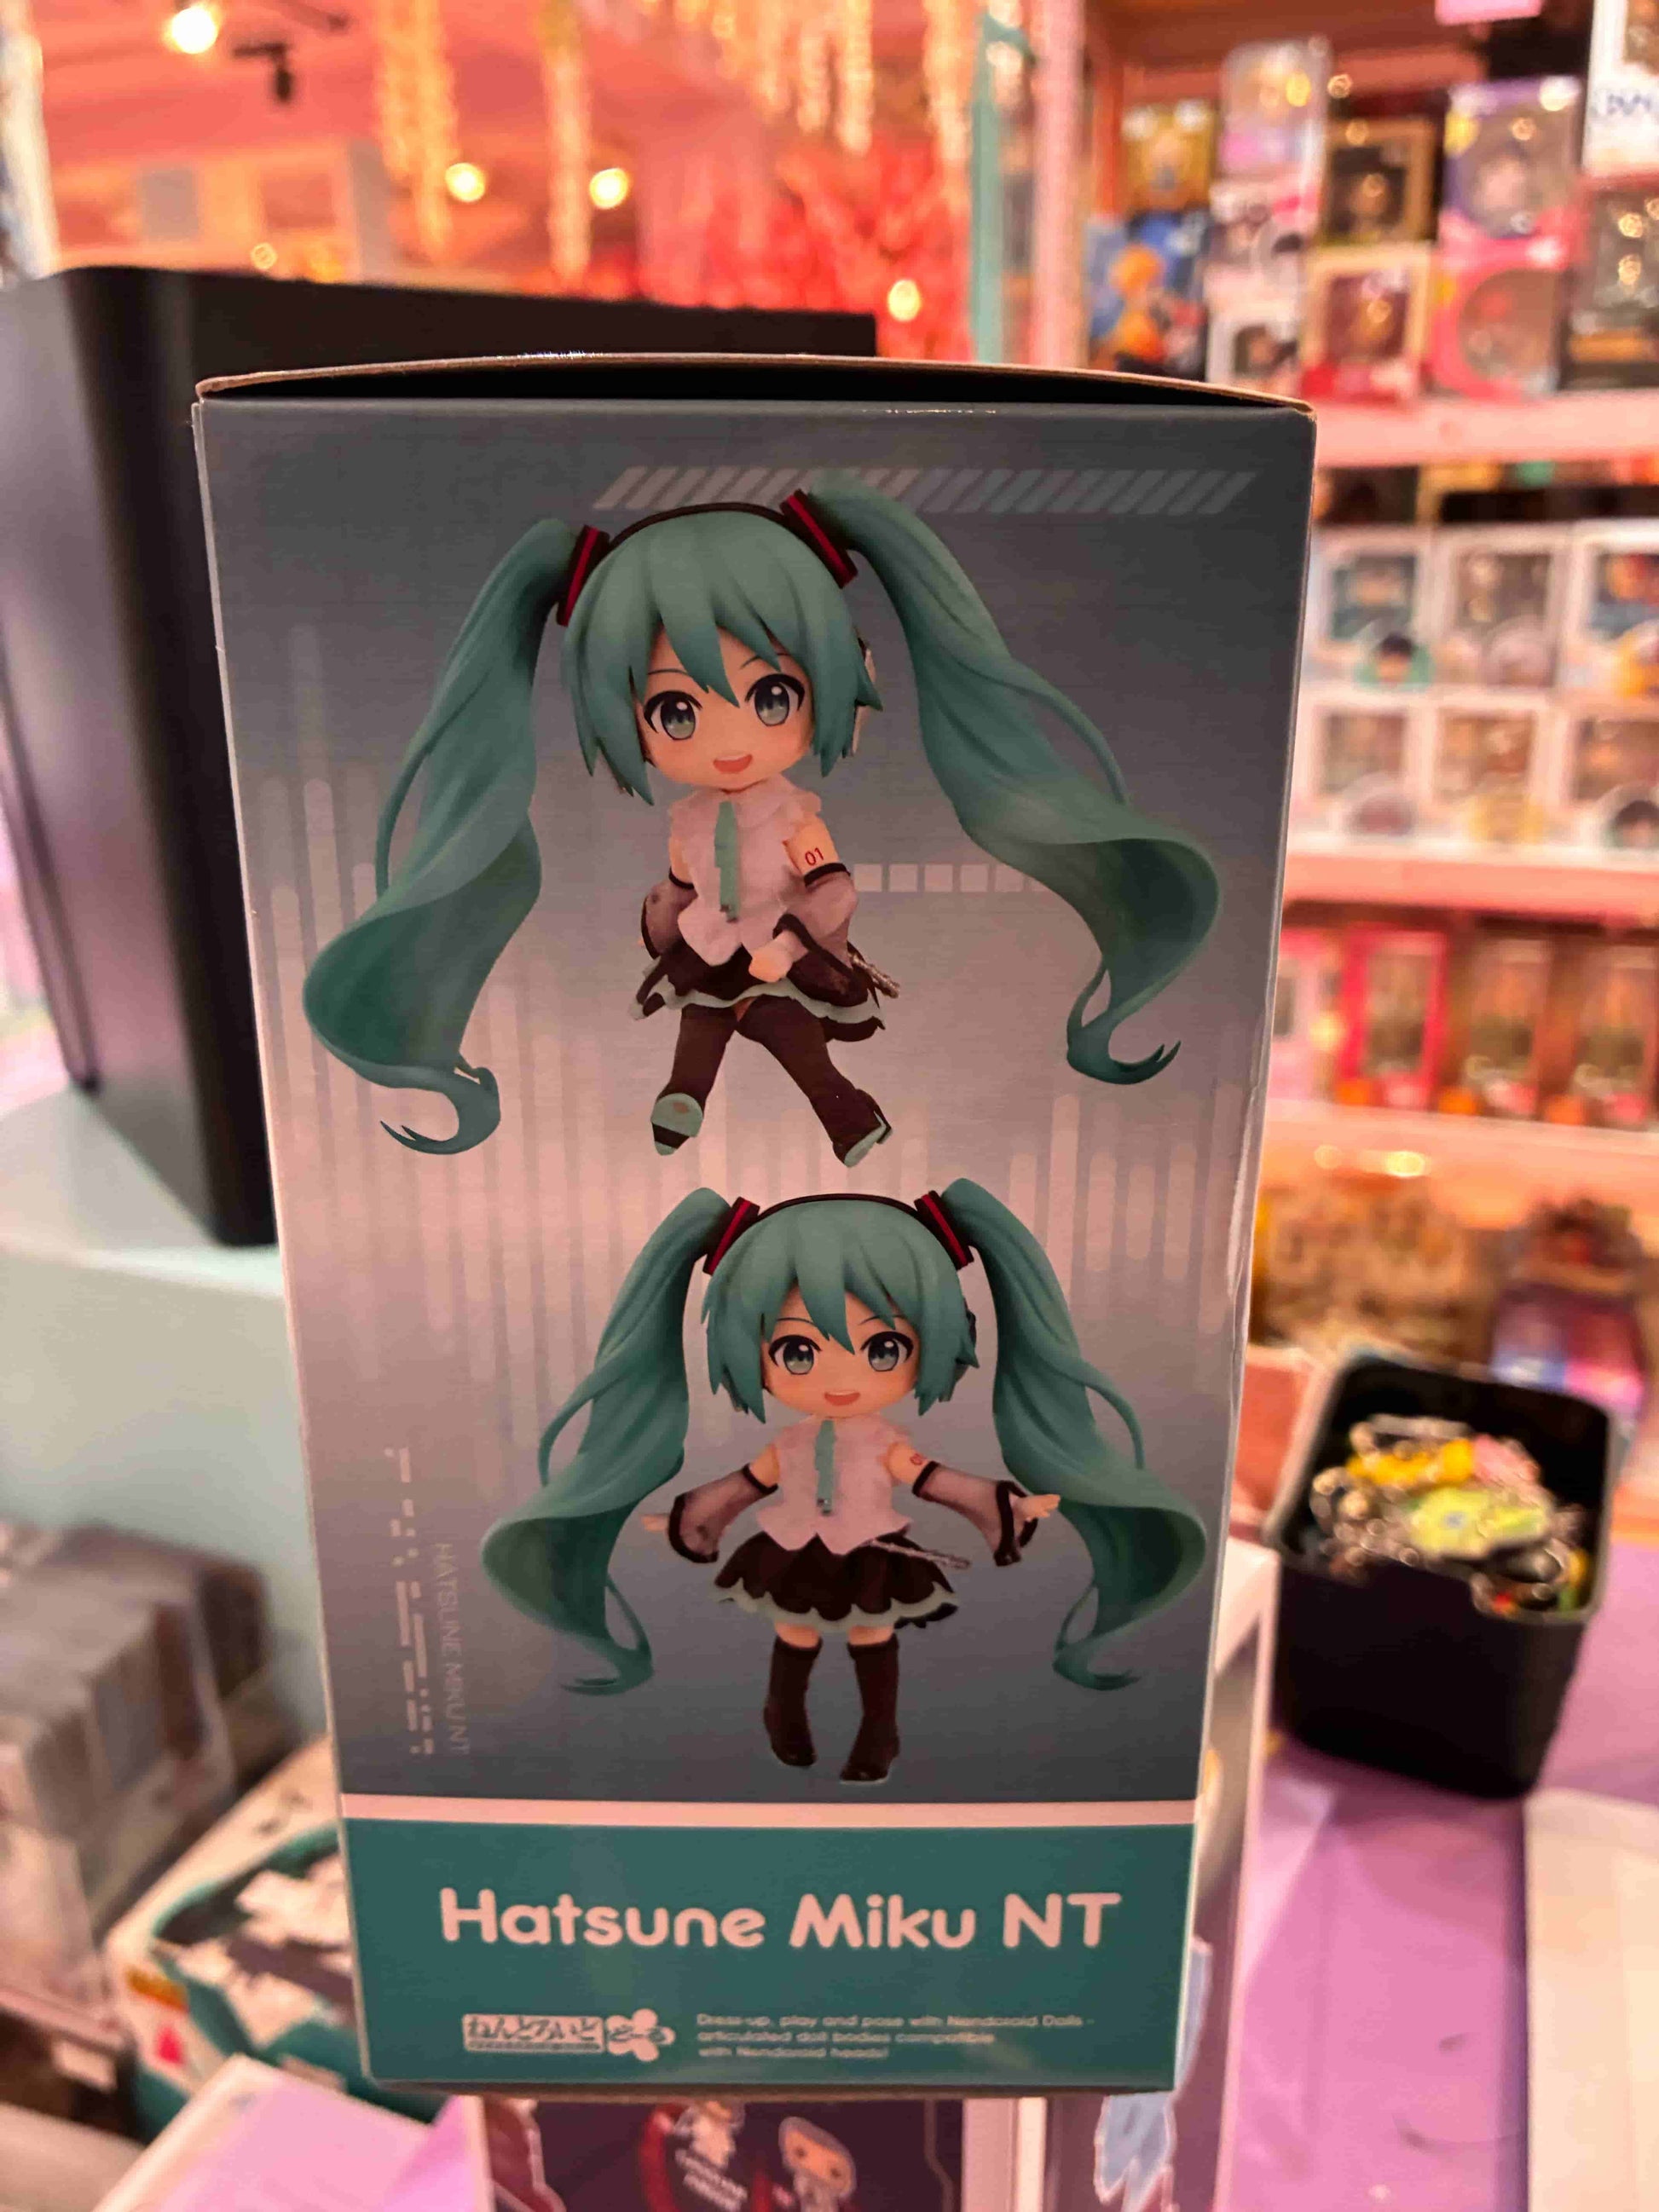 01
HATSUNE MIKU NT
Hatsune Miku NT
ねんどろいど どーる
Dress-up, play and pose with Nendoroid Dolls -
articulated doll bodies compatible
with Nendoroid heads!